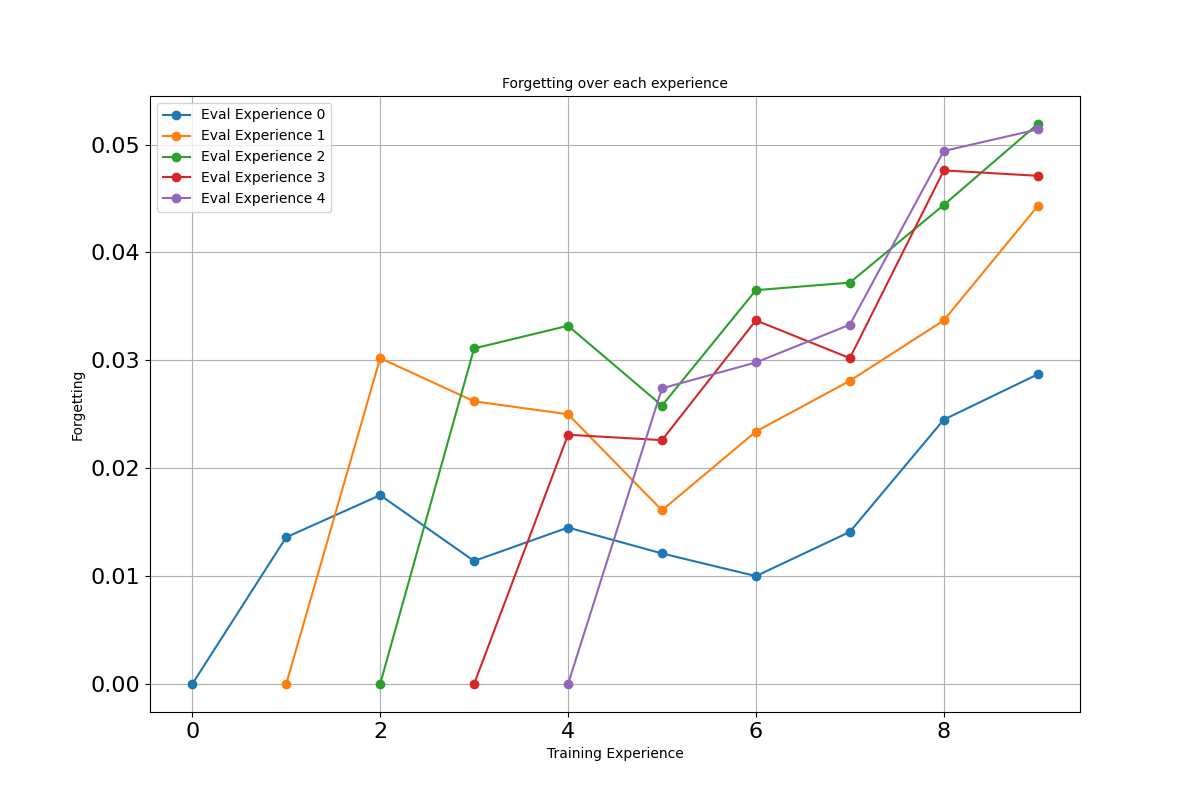 Forgetting over each experience
Eval Experience 0
Eval Experience 1
Eval Experience 2
Eval Experience 3
Eval Experience 4
0.05
0.04
0.03
0.02
0.01
0.00
Forgetting
0 2 4 6 8
Training Experience